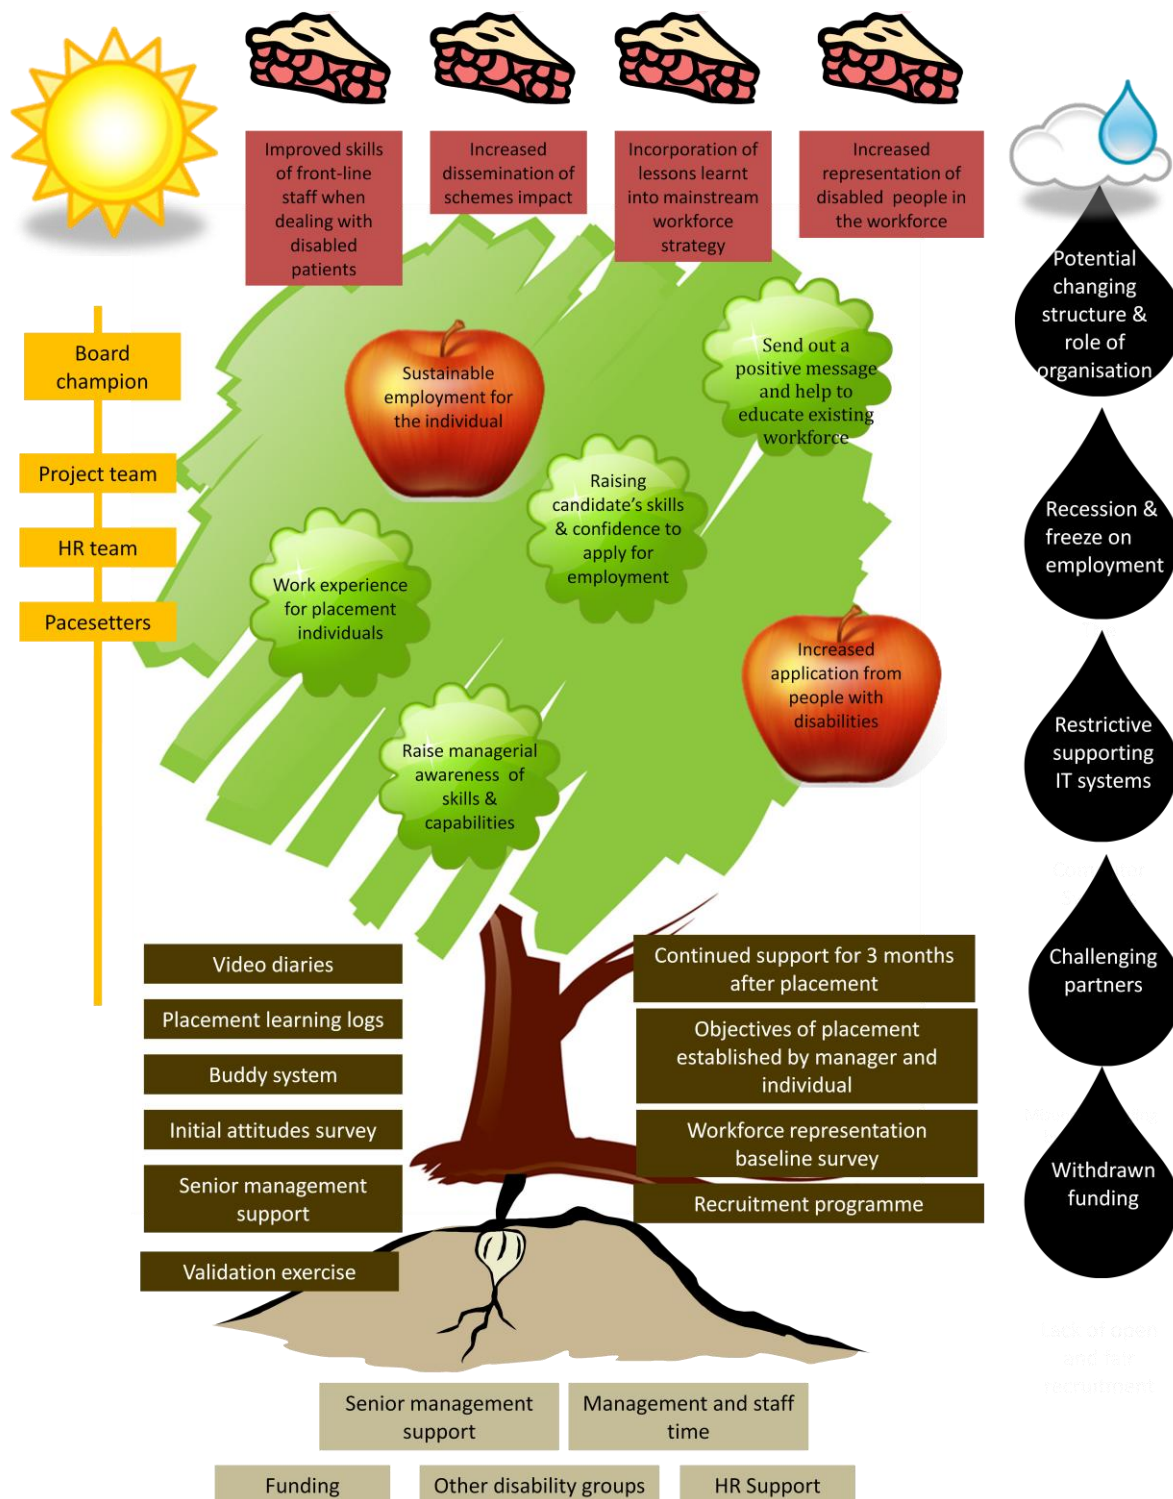 Improved skills
of front-line
staff when
dealing with
disabled
patients
Increased
dissemination of
schemes impact
Incorporation of
lessons learnt
into mainstream
workforce
strategy
Increased
representation of
disabled people in
the workforce
Board
champion
Project team
HR team
Pacesetters
Sustainable
employment for
the individual
Send out a
positive message
and help to
educate existing
workforce
Raising
candidate's skills
& confidence to
apply for
employment
Work experience
for placement
individuals
Increased
application from
people with
disabilities
Raise managerial
awareness of
skills &
capabilities
Potential
changing
structure &
role of
organisation
Recession &
freeze on
employment
Restrictive
supporting
IT systems
Challenging
partners
Withdrawn
funding
Lack of open
and fair
recruitment
Video diaries
Placement learning logs
Buddy system
Initial attitudes survey
Senior management
support
Validation exercise
Continued support for 3 months
after placement
Objectives of placement
established by manager and
individual
Workforce representation
baseline survey
Recruitment programme
Senior management
support
Management and staff
time
Funding
Other disability groups
HR Support